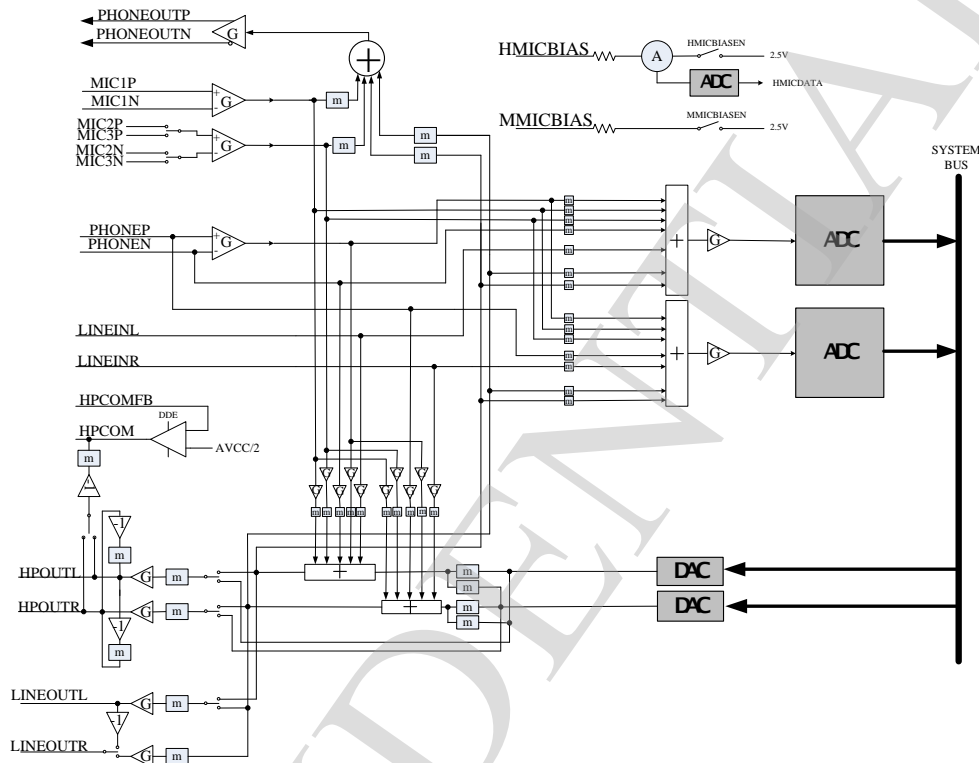 PHONEOUTP
PHONEOUTN
G
+
HMICBIAS
A
HMICBIASEN
2.5V
ADC
HMICDATA
MIC1P
MIC1N
+
-
G
m
MMICBIAS
MMICBIASEN
2.5V
MIC2P
MIC3P
MIC2N
MIC3N
+
-
G
m
m
m
SYSTEM
BUS
PHONEP
PHONEN
+
-
G
m
m
m
m
m
m
m
+
G
ADC
LINEINL
LINEINR
m
m
m
m
m
m
m
+
G
ADC
HPCOMFB
HPCOM
DDE
AVCC/2
m
-1
G
G
G
G
G
G
G
G
G
G
m
m
m
m
m
m
m
m
m
m
-1
m
HPOUTL
G
m
+
m
m
DAC
HPOUTR
G
m
+
m
m
DAC
-1
m
LINEOUTL
G
m
-1
LINEOUTR
G
m
DENTIAL